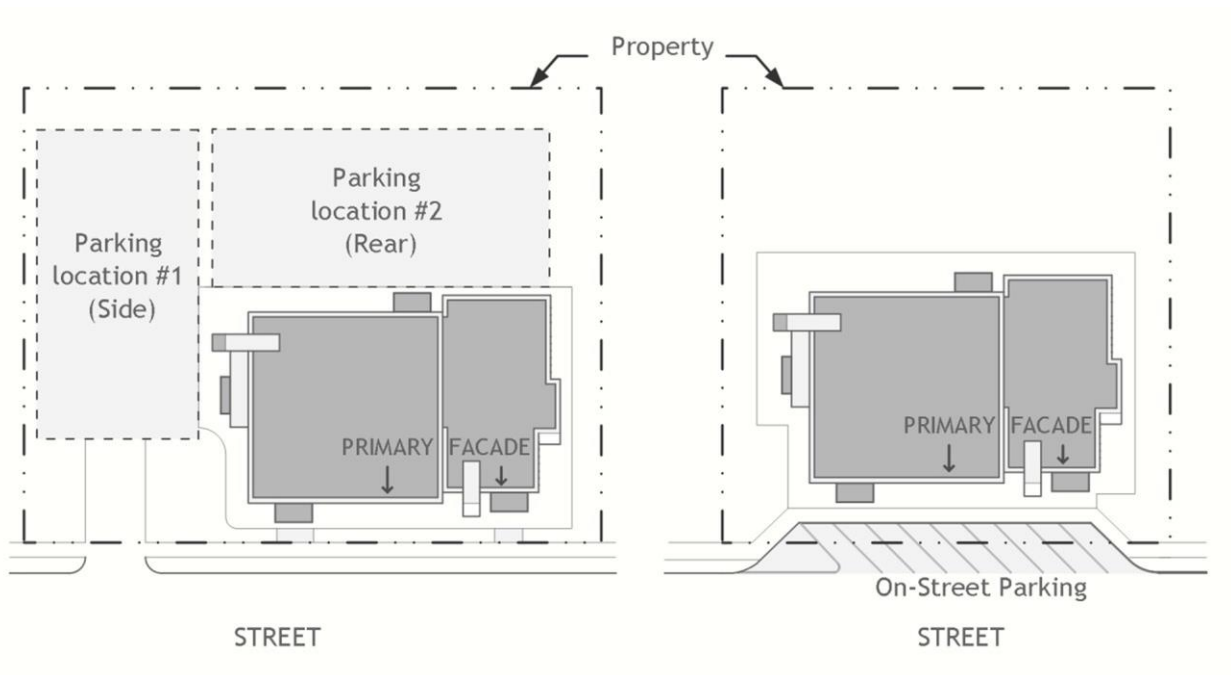 Property
Parking
location #2
(Rear)
Parking
location #1
(Side)
PRIMARY FACADE
PRIMARY FACADE
On-Street Parking
STREET
STREET